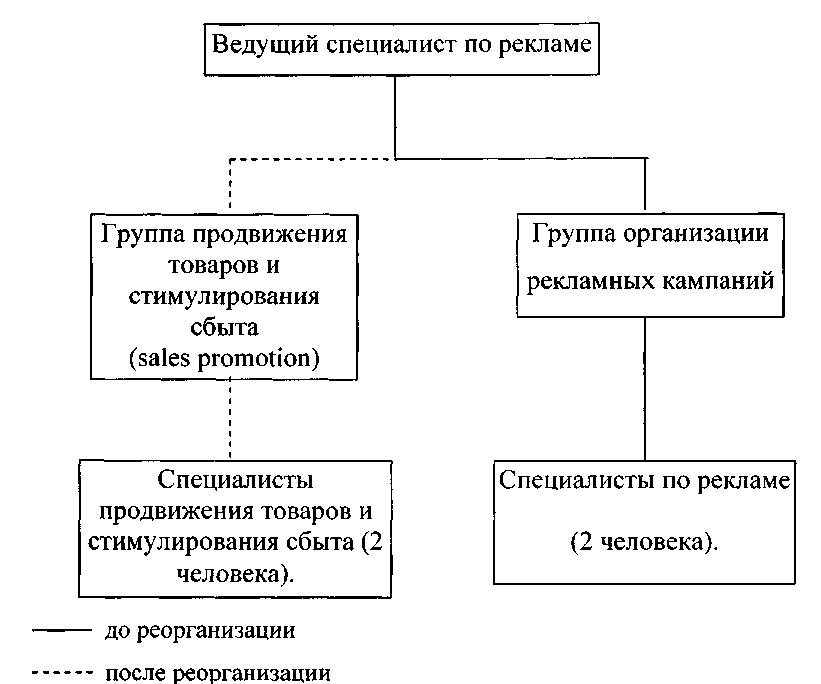 Ведущий специалист по рекламе
Группа продвижения
товаров и
стимулирования
сбыта
(sales promotion)
Группа организации
рекламных кампаний
Специалисты
продвижения товаров и
стимулирования сбыта (2
человека).
Специалисты по рекламе
(2 человека).
до реорганизации
после реорганизации